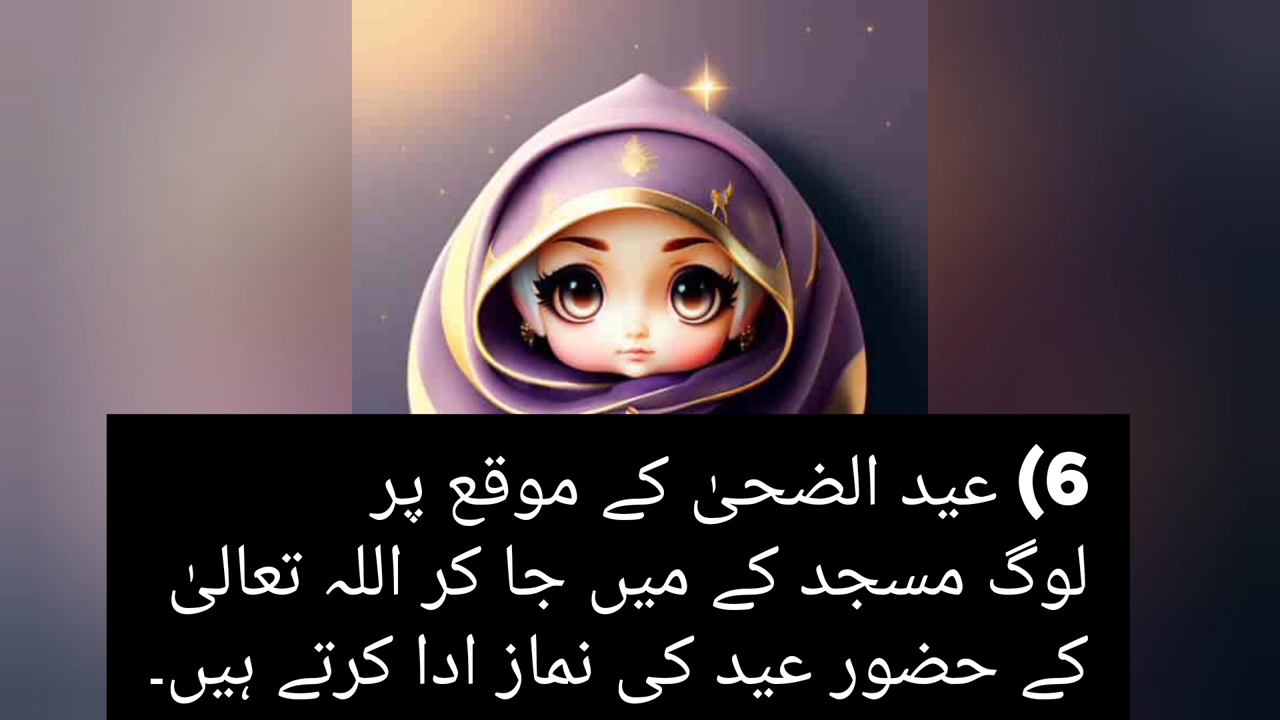 6) عید الضحیٰ کے موقع پر
لوگ مسجد کے میں جا کر اللہ تعالیٰ
کے حضور عید کی نماز ادا کرتے ہیں۔